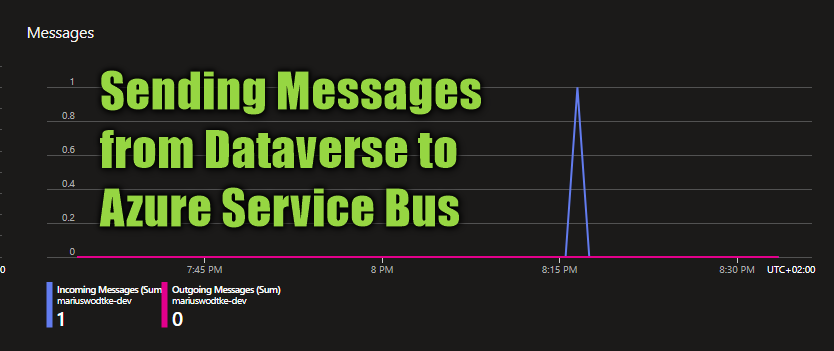 Messages
1
Sending Messages
0.8
from Dataverse to
0.6
0.4
Azure Service Bus
0.2
0
0
7:45 PM 8 PM 8:15 PM 8:30 PM UTC+02:00
Incoming Messages (Sum) Outgoing Messages (Sum)
mariuswodtke-dev mariuswodtke-dev
1 0